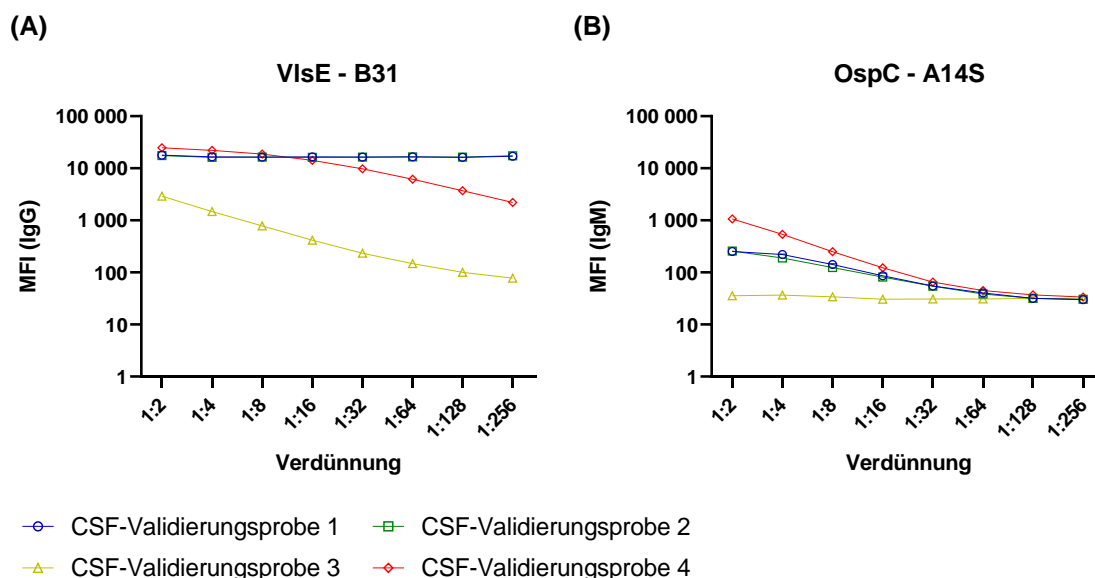 (A)
VlsE - B31
MFI (IgG)
100 000
10 000
1 000
100
10
1
1:2
1:4
1:8
1:16
1:32
1:64
1:128
1:256
Verdünnung
(B)
OspC - A14S
MFI (IgM)
100 000
10 000
1 000
100
10
1
1:2
1:4
1:8
1:16
1:32
1:64
1:128
1:256
Verdünnung
CSF-Validierungsprobe 1
CSF-Validierungsprobe 2
CSF-Validierungsprobe 3
CSF-Validierungsprobe 4